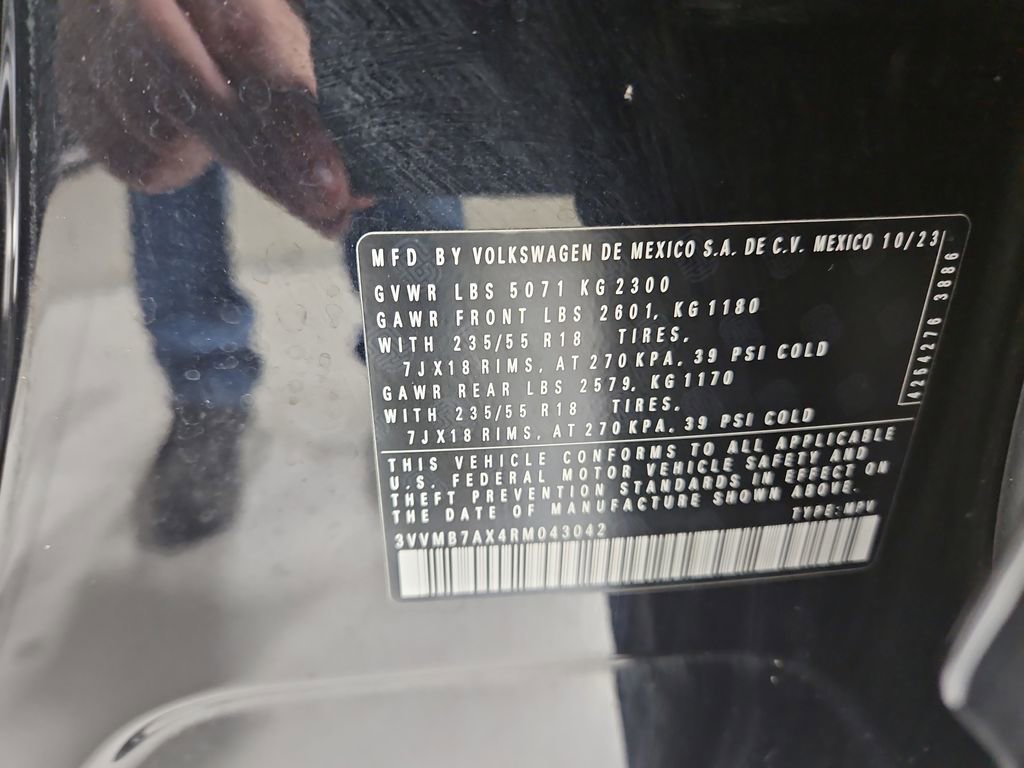 MFD BY VOLKSWAGEN DE MEXICO S.A. DE C.V. MEXICO 10/23
GVWR LBS 5071 KG 2300
GAWR FRONT LBS 2601, KG 1180
WITH 235/55 R18 TIRES,
7JX18 RIMS, AT 270 KPA. 39 PSI COLD
GAWR REAR LBS 2579, KG 1170
WITH 235/55 R18 TIRES.
7JX18 RIMS, AT 270 KPA. 39 PSI COLD
4264276 3886
THIS VEHICLE CONFORMS TO ALL APPLICABLE
U.S. FEDERAL MOTOR VEHICLE SAFETY AND
THEFT PREVENTION STANDARDS IN EFFECT ON
THE DATE OF MANUFACTURE SHOWN ABOVE.
TYPE:MPV
3VVMB7AX4RM043042